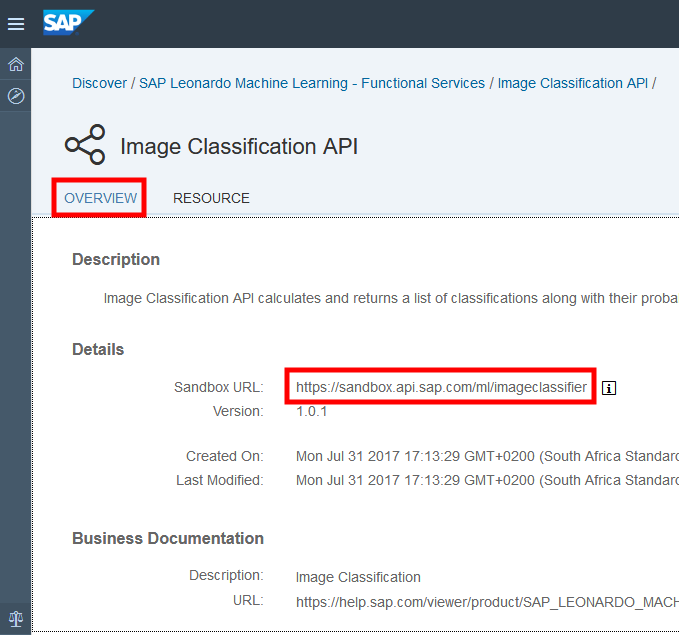 SAP
Discover / SAP Leonardo Machine Learning - Functional Services / Image Classification API /
Image Classification API
OVERVIEW RESOURCE
Description
Image Classification API calculates and returns a list of classifications along with their proba
Details
Sandbox URL: https://sandbox.api.sap.com/ml/imageclassifier i
Version: 1.0.1
Created On: Mon Jul 31 2017 17:13:29 GMT+0200 (South Africa Standard
Last Modified: Mon Jul 31 2017 17:13:29 GMT+0200 (South Africa Standard
Business Documentation
Description: Image Classification
URL: https://help.sap.com/viewer/product/SAP_LEONARDO_MACH